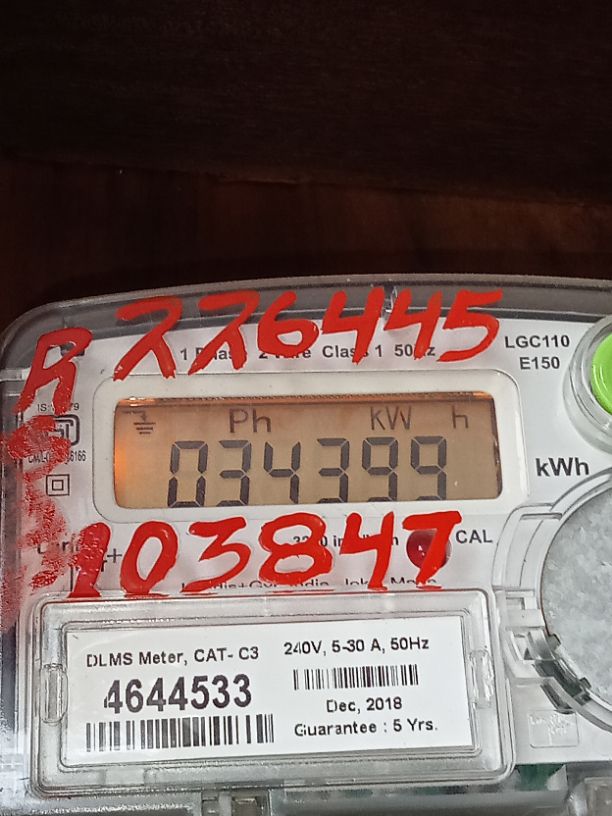 R 226445
1 Phase 2 Wire Class 1 50Hz
LGC110
E150
Ph KW h
034399
kWh
103847
CAL
DLMS Meter, CAT- C3
240V, 5-30 A, 50Hz
4644533
Dec, 2018
Guarantee : 5 Yrs.